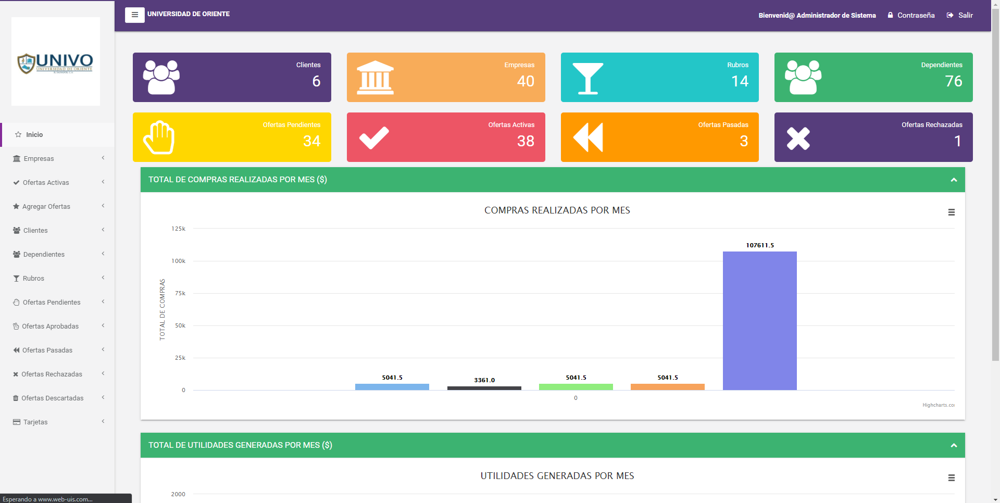 UNIVERSIDAD DE ORIENTE
Bienvenid@ Administrador de Sistema
Contraseña
Salir
UNIVO
UNIVERSIDAD DE ORIENTE
Inicio
Empresas
Ofertas Activas
Agregar Ofertas
Clientes
Dependientes
Rubros
Ofertas Pendientes
Ofertas Aprobadas
Ofertas Pasadas
Ofertas Rechazadas
Ofertas Descartadas
Tarjetas
Clientes
6
Empresas
40
Rubros
14
Dependientes
76
Ofertas Pendientes
34
Ofertas Activas
38
Ofertas Pasadas
3
Ofertas Rechazadas
1
TOTAL DE COMPRAS REALIZADAS POR MES ($)
COMPRAS REALIZADAS POR MES
TOTAL DE COMPRAS
125k
100k
75k
50k
25k
0
5041.5
3361.0
5041.5
5041.5
107611.5
0
Highcharts.co
TOTAL DE UTILIDADES GENERADAS POR MES ($)
UTILIDADES GENERADAS POR MES
2000
Esperando a www.web-uis.com...